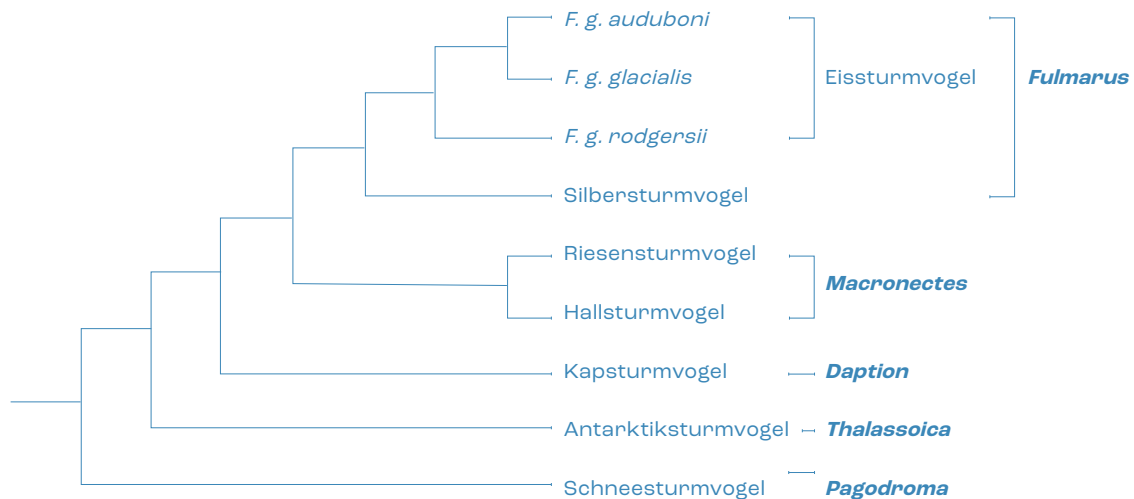 F. g. auduboni
F. g. glacialis
Eissturmvogel
Fulmarus
F. g. rodgersii
Silbersturmvogel
Riesensturmvogel
Macronectes
Hallsturmvogel
Kapsturmvogel
Daption
Antarktiksturmvogel
Thalassoica
Schneesturmvogel
Pagodroma